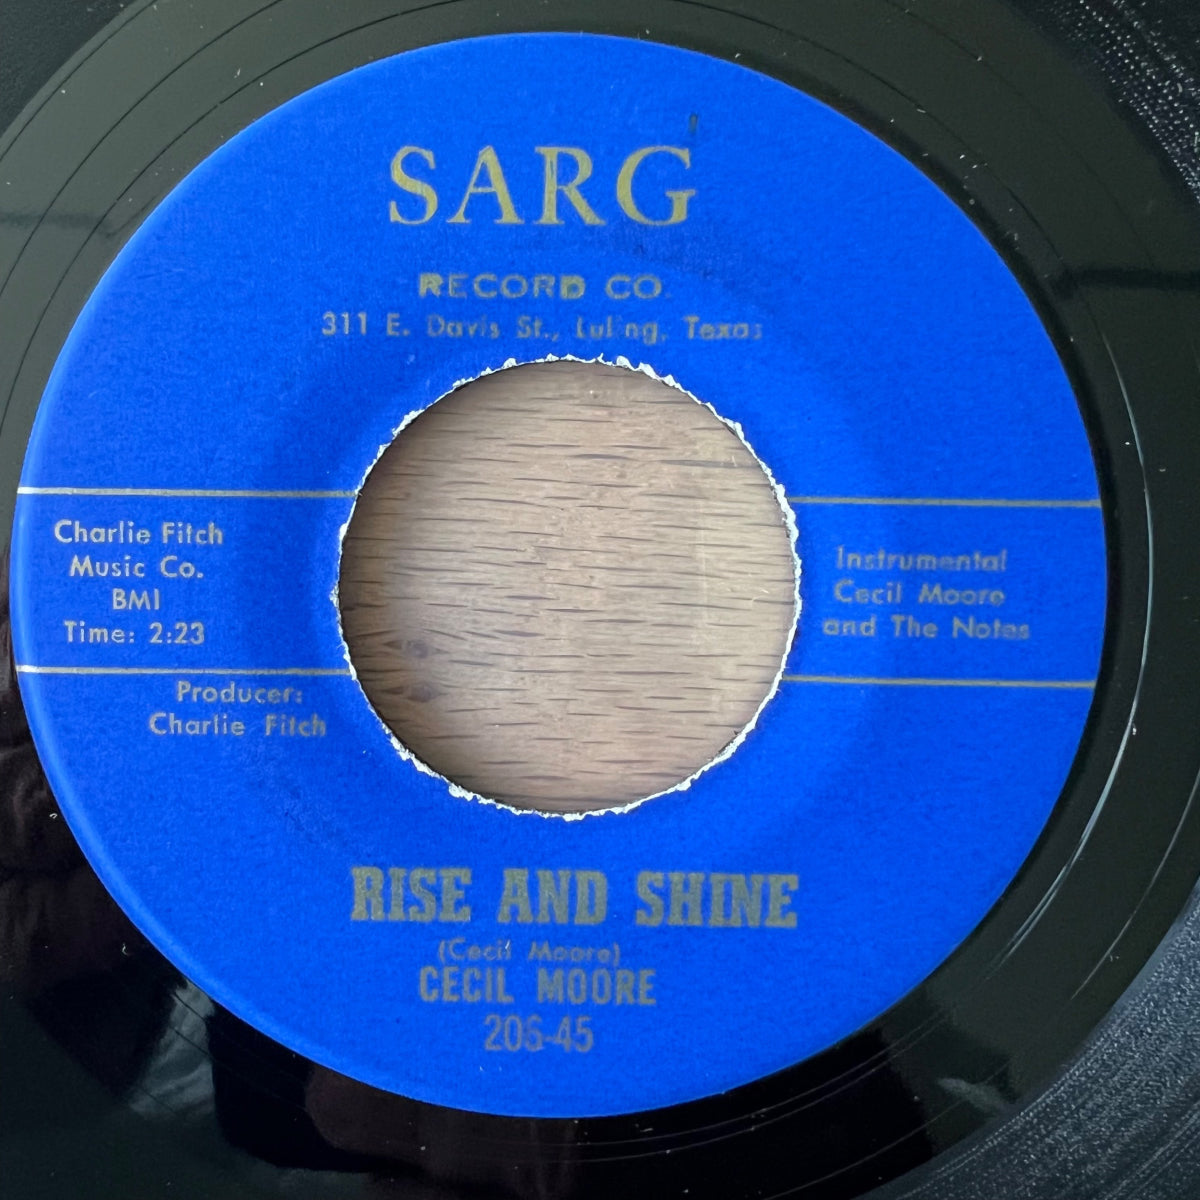 SARG
RECORD CO.
311 E. Davis St., Luling, Texas
Charlie Fitch
Music Co.
BMI
Time: 2:23
Instrumental
Cecil Moore
and The Notes
Producer:
Charlie Fitch
RISE AND SHINE
(Cecil Moore)
CECIL MOORE
206-45